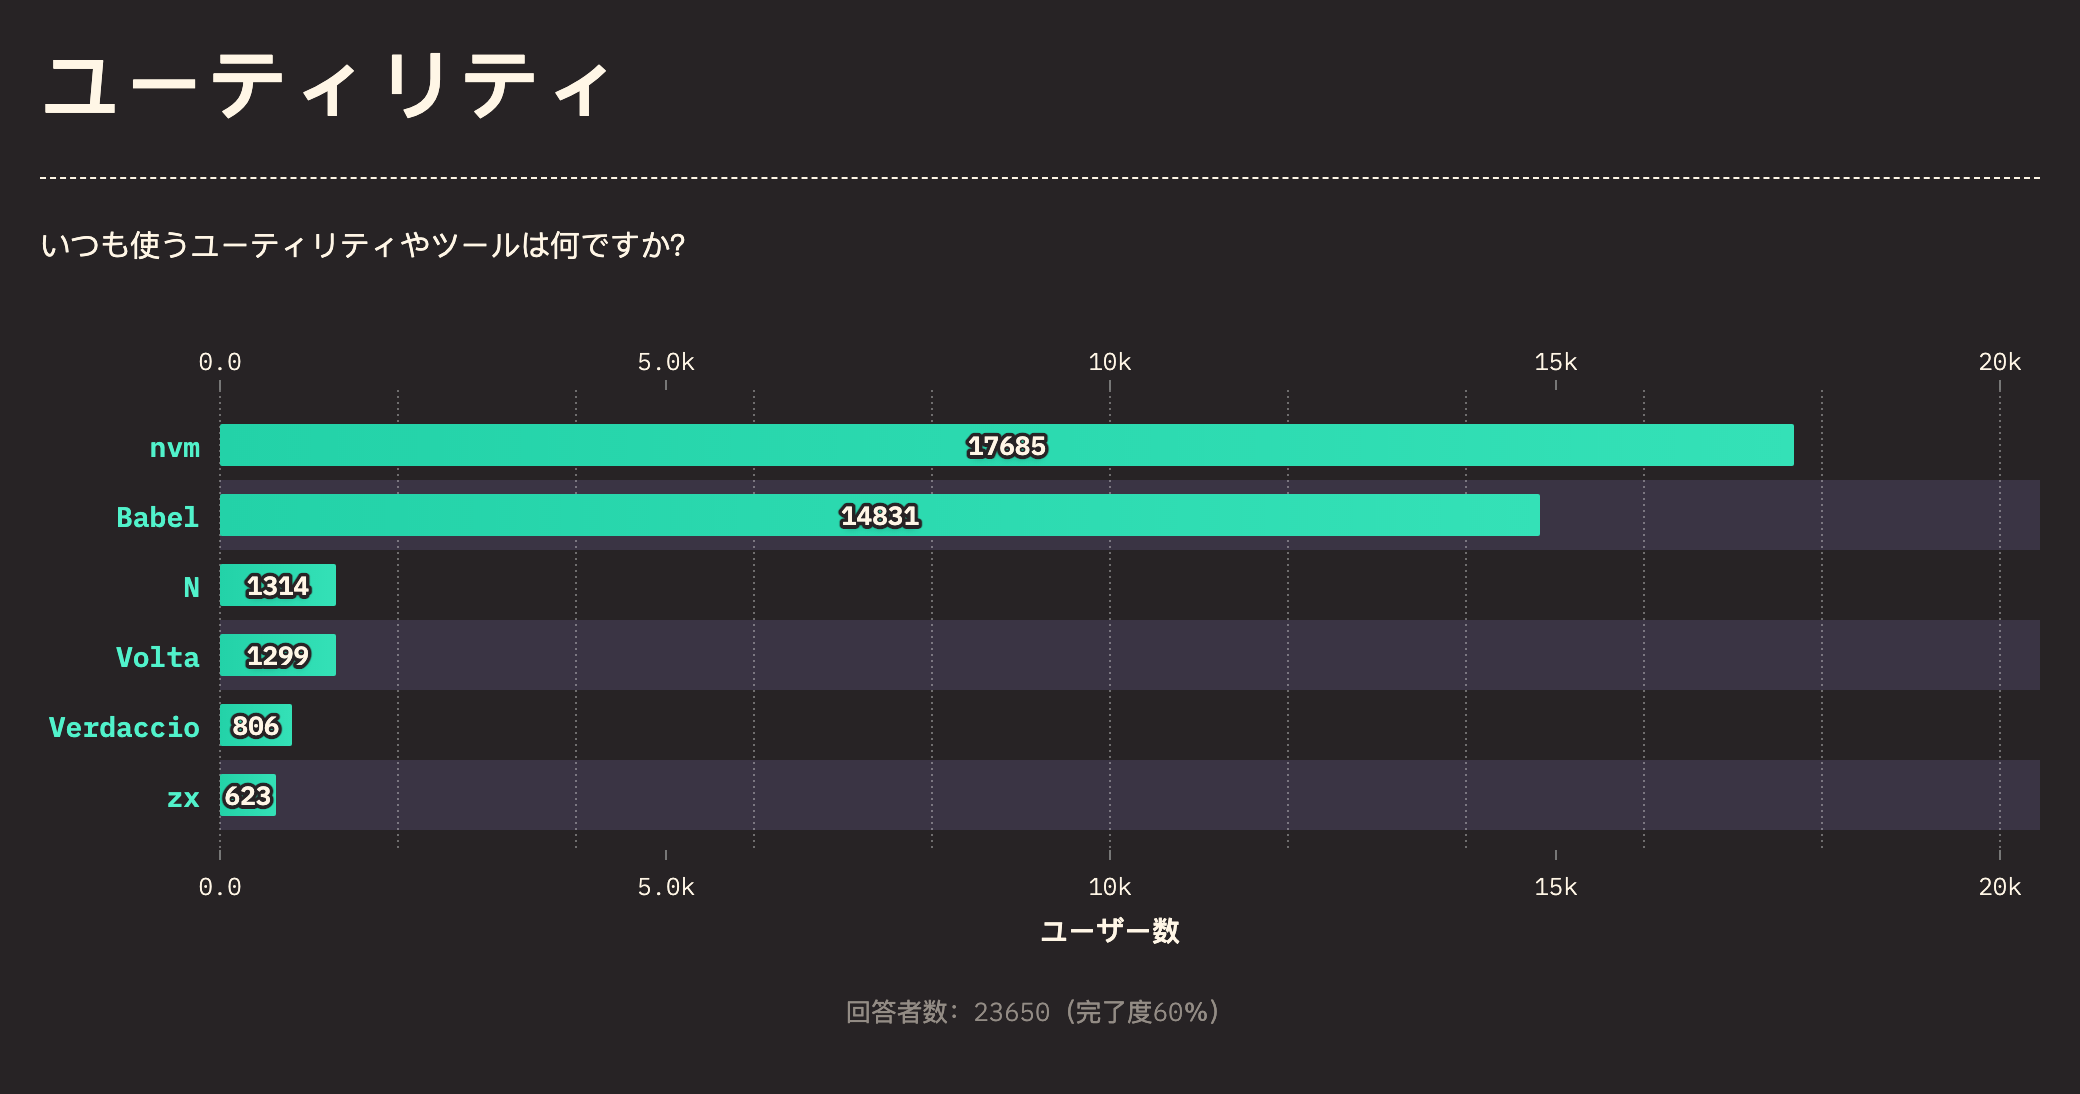 ユーティリティ
いつも使うユーティリティやツールは何ですか?
0.0 5.0k 10k 15k 20k
nvm 17685
Babel 14831
N 1314
Volta 1299
Verdaccio 806
zx 623
0.0 5.0k 10k 15k 20k
ユーザー数
回答者数: 23650 (完了度60%)